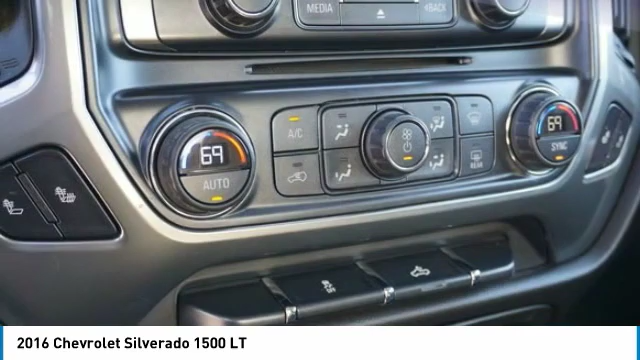 MEDIA
BACK
69
AUTO
A/C
69
SYNC
REAR
2016 Chevrolet Silverado 1500 LT